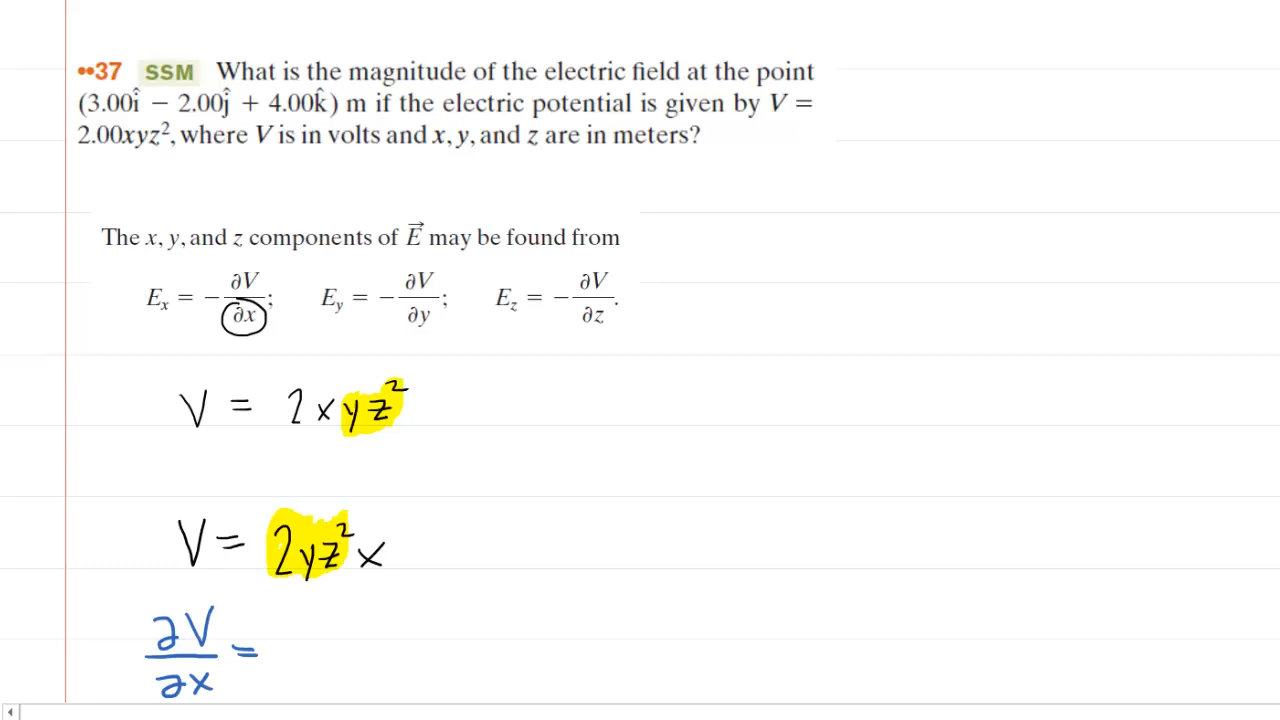 ••37 SSM What is the magnitude of the electric field at the point
(3.00î − 2.00ĵ + 4.00k̂) m if the electric potential is given by V =
2.00xyz², where V is in volts and x, y, and z are in meters?
The x, y, and z components of E⃗ may be found from
Eₓ = −∂V/∂x; E_y = −∂V/∂y; E_z = −∂V/∂z.
V = 2xyz²
V = 2yz²x
∂V/∂x =